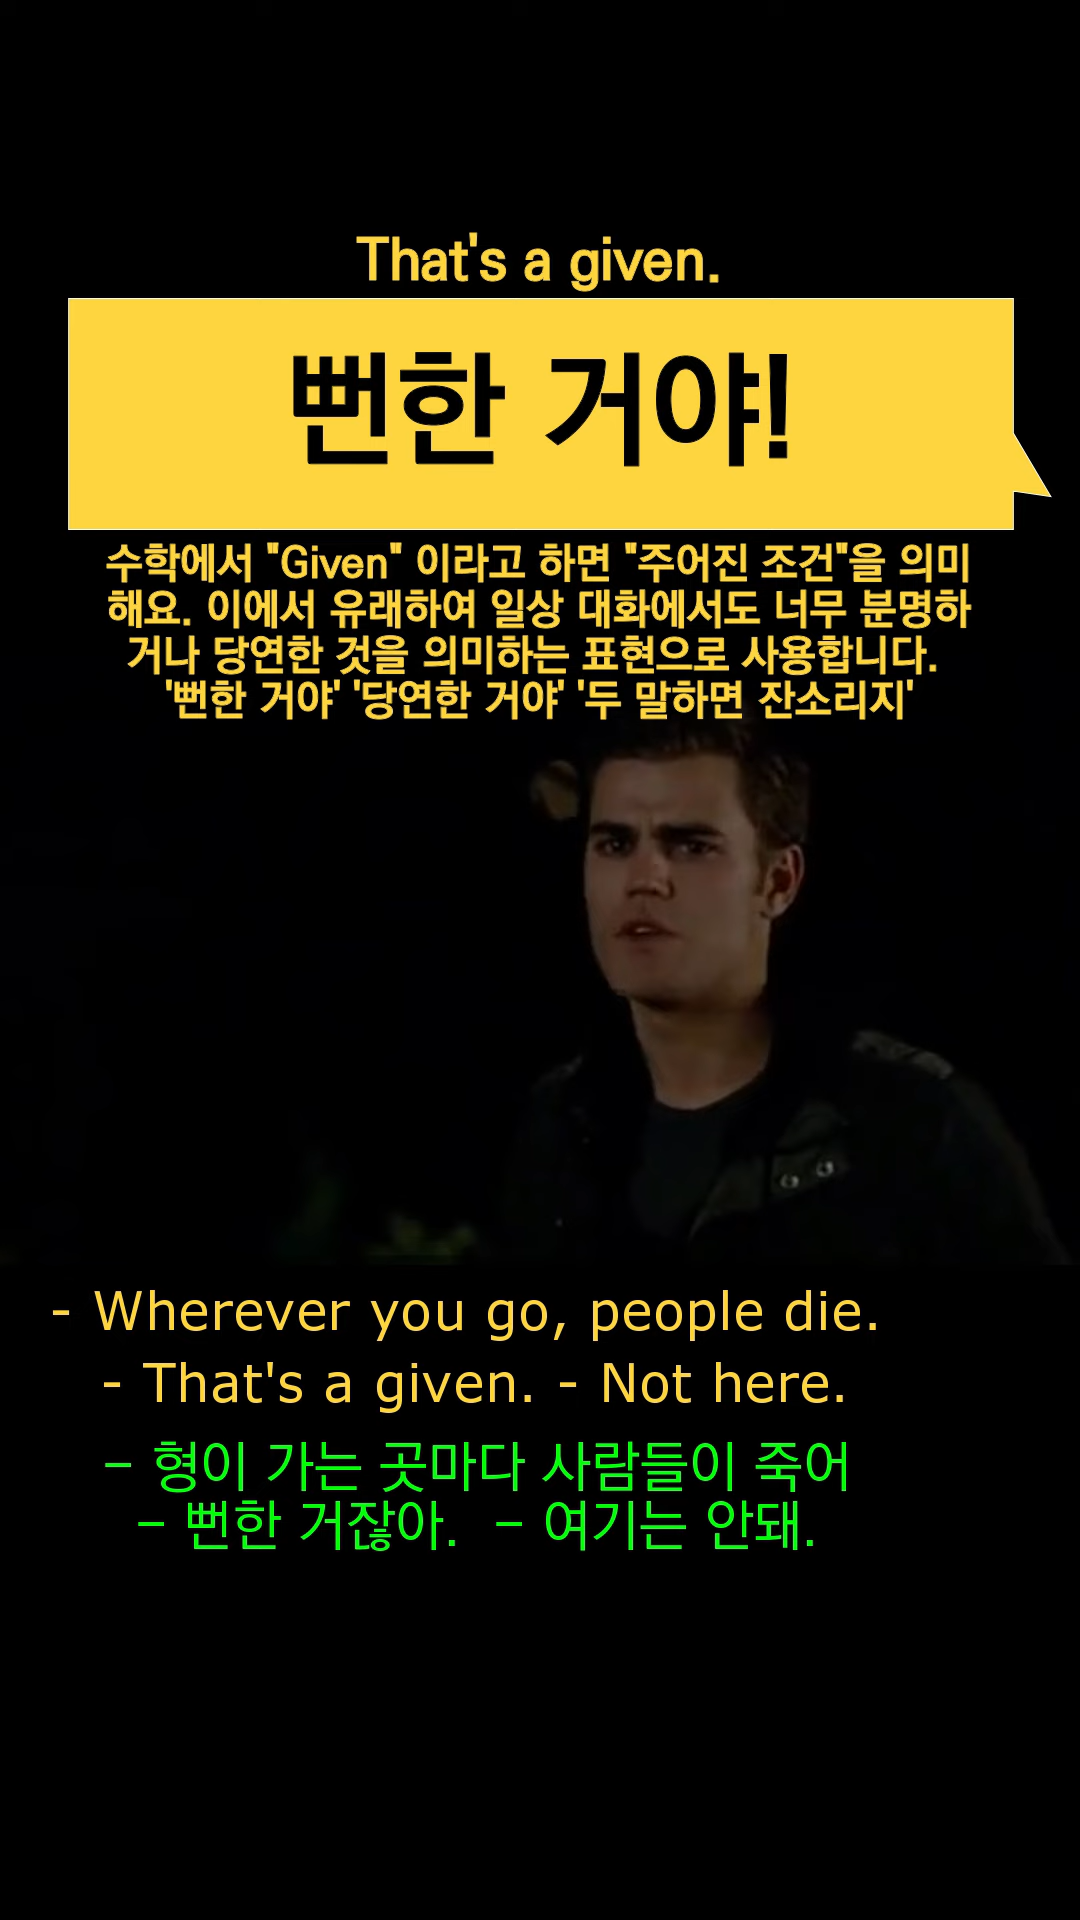 That's a given.
뻔한 거야!
수학에서 "Given" 이라고 하면 "주어진 조건"을 의미
해요. 이에서 유래하여 일상 대화에서도 너무 분명하
거나 당연한 것을 의미하는 표현으로 사용합니다.
'뻔한 거야' '당연한 거야' '두 말하면 잔소리지'
- Wherever you go, people die.
- That's a given. - Not here.
- 형이 가는 곳마다 사람들이 죽어
- 뻔한 거잖아.  - 여기는 안돼.